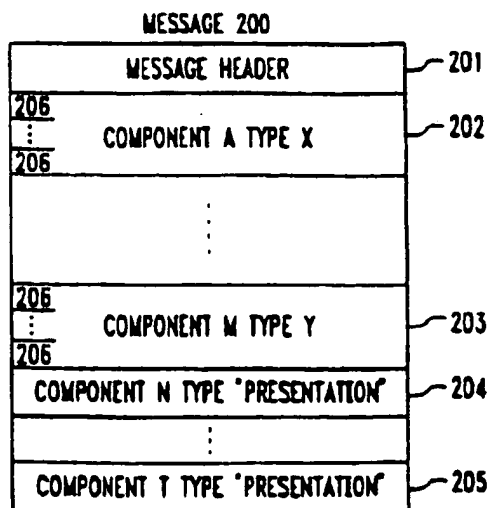 MESSAGE 200
MESSAGE HEADER
201
206
⋮
206
COMPONENT A TYPE X
202
⋮
206
⋮
206
COMPONENT M TYPE Y
203
COMPONENT N TYPE "PRESENTATION"
204
⋮
COMPONENT T TYPE "PRESENTATION"
205